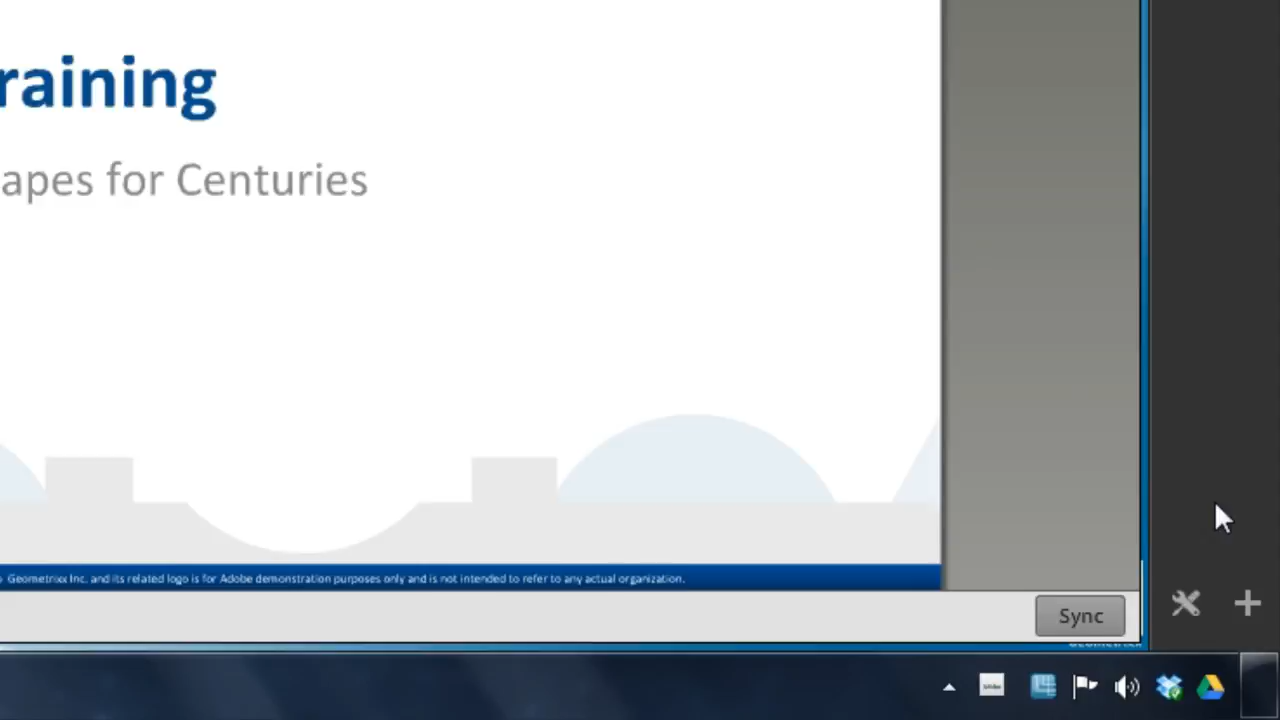 raining
apes for Centuries
Geometrixx Inc. and its related logo is for Adobe demonstration purposes only and is not intended to refer to any actual organization.
Sync